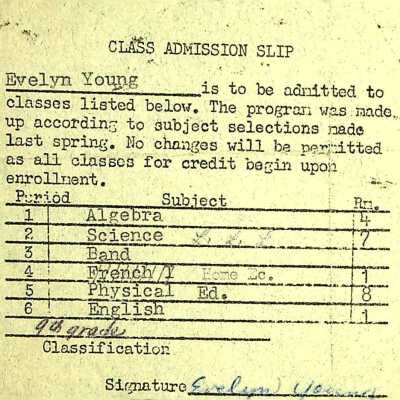 CLASS ADMISSION SLIP
Evelyn Young is to be admitted to
classes listed below. The program was made
up according to subject selections made
last spring. No changes will be permitted
as all classes for credit begin upon
enrollment.
Period Subject Rm.
1 Algebra 4
2 Science 7
3 Band
4 French I Home Ec. 1
5 Physical Ed. 8
6 English 1
9th grade
Classification
Signature Evelyn Young